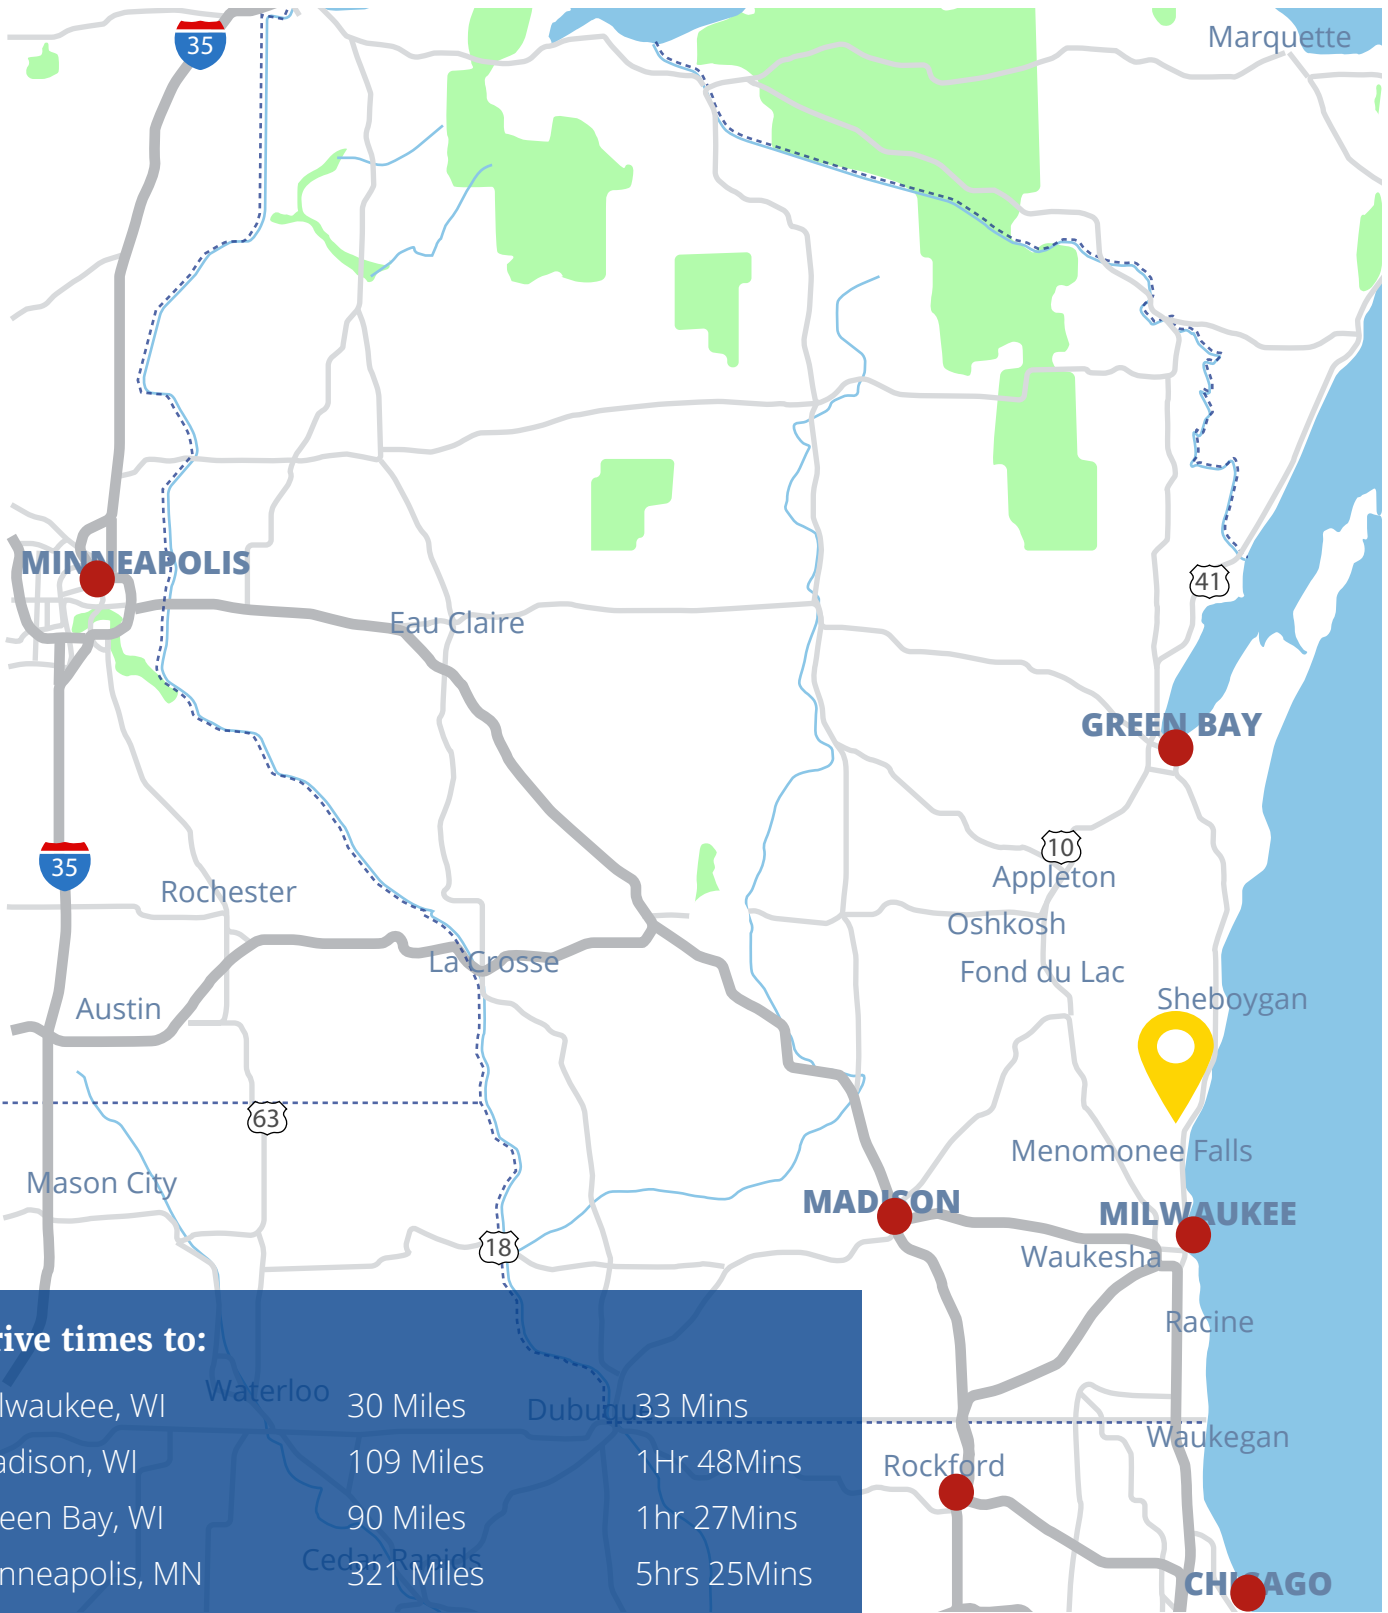 Marquette
35
MINNEAPOLIS
41
Eau Claire
GREEN BAY
10
35
Appleton
Rochester
Oshkosh
La Crosse
Fond du Lac
Sheboygan
Austin
63
Menomonee Falls
Mason City
MADISON
MILWAUKEE
18
Waukesha
Racine
rive times to:
Waterloo
Dubuque
lwaukee, WI 30 Miles 33 Mins
Waukegan
adison, WI 109 Miles 1Hr 48Mins
Rockford
een Bay, WI 90 Miles 1hr 27Mins
Cedar Rapids
nneapolis, MN 321 Miles 5hrs 25Mins
CHICAGO